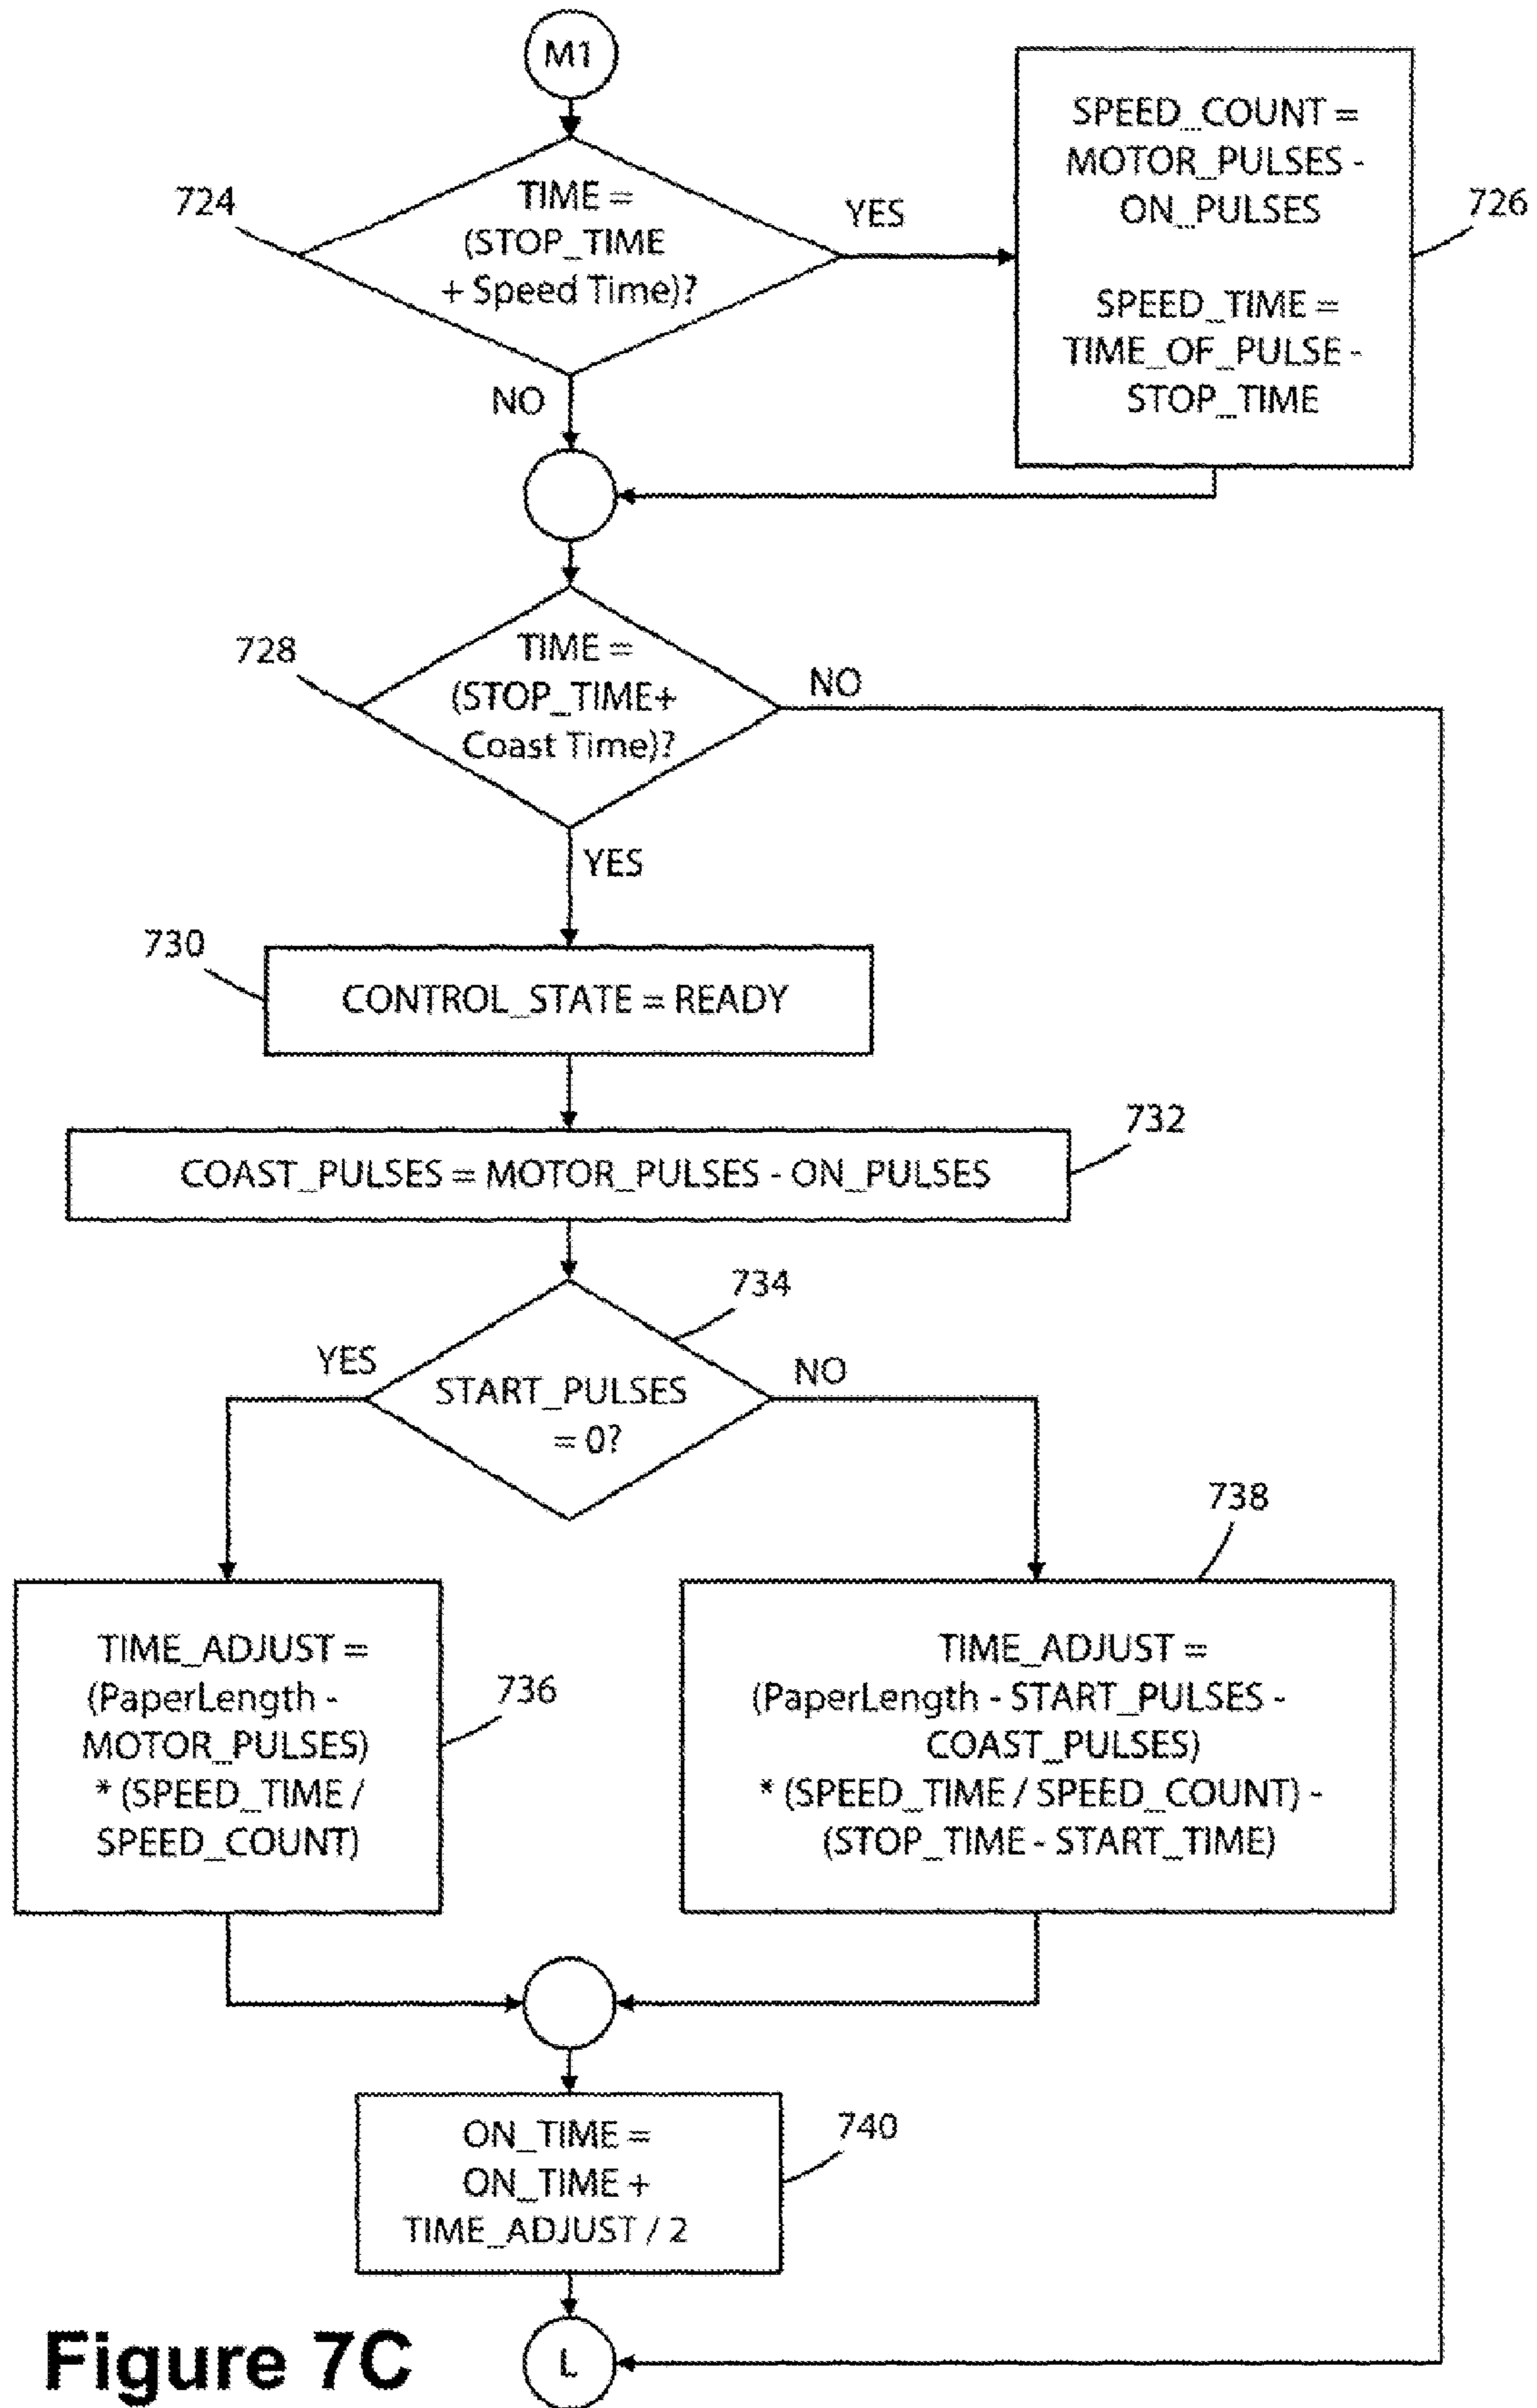 M1
724
TIME =
(STOP_TIME
+ Speed Time)?
YES
NO
SPEED_COUNT =
MOTOR_PULSES -
ON_PULSES
SPEED_TIME =
TIME_OF_PULSE -
STOP_TIME
726
728
TIME =
(STOP_TIME+
Coast Time)?
NO
YES
730
CONTROL_STATE = READY
732
COAST_PULSES = MOTOR_PULSES - ON_PULSES
734
YES
START_PULSES
= 0?
NO
TIME_ADJUST =
(PaperLength -
MOTOR_PULSES)
* (SPEED_TIME /
SPEED_COUNT)
736
738
TIME_ADJUST =
(PaperLength - START_PULSES -
COAST_PULSES)
* (SPEED_TIME / SPEED_COUNT) -
(STOP_TIME - START_TIME)
ON_TIME =
ON_TIME +
TIME_ADJUST / 2
740
L
Figure 7C